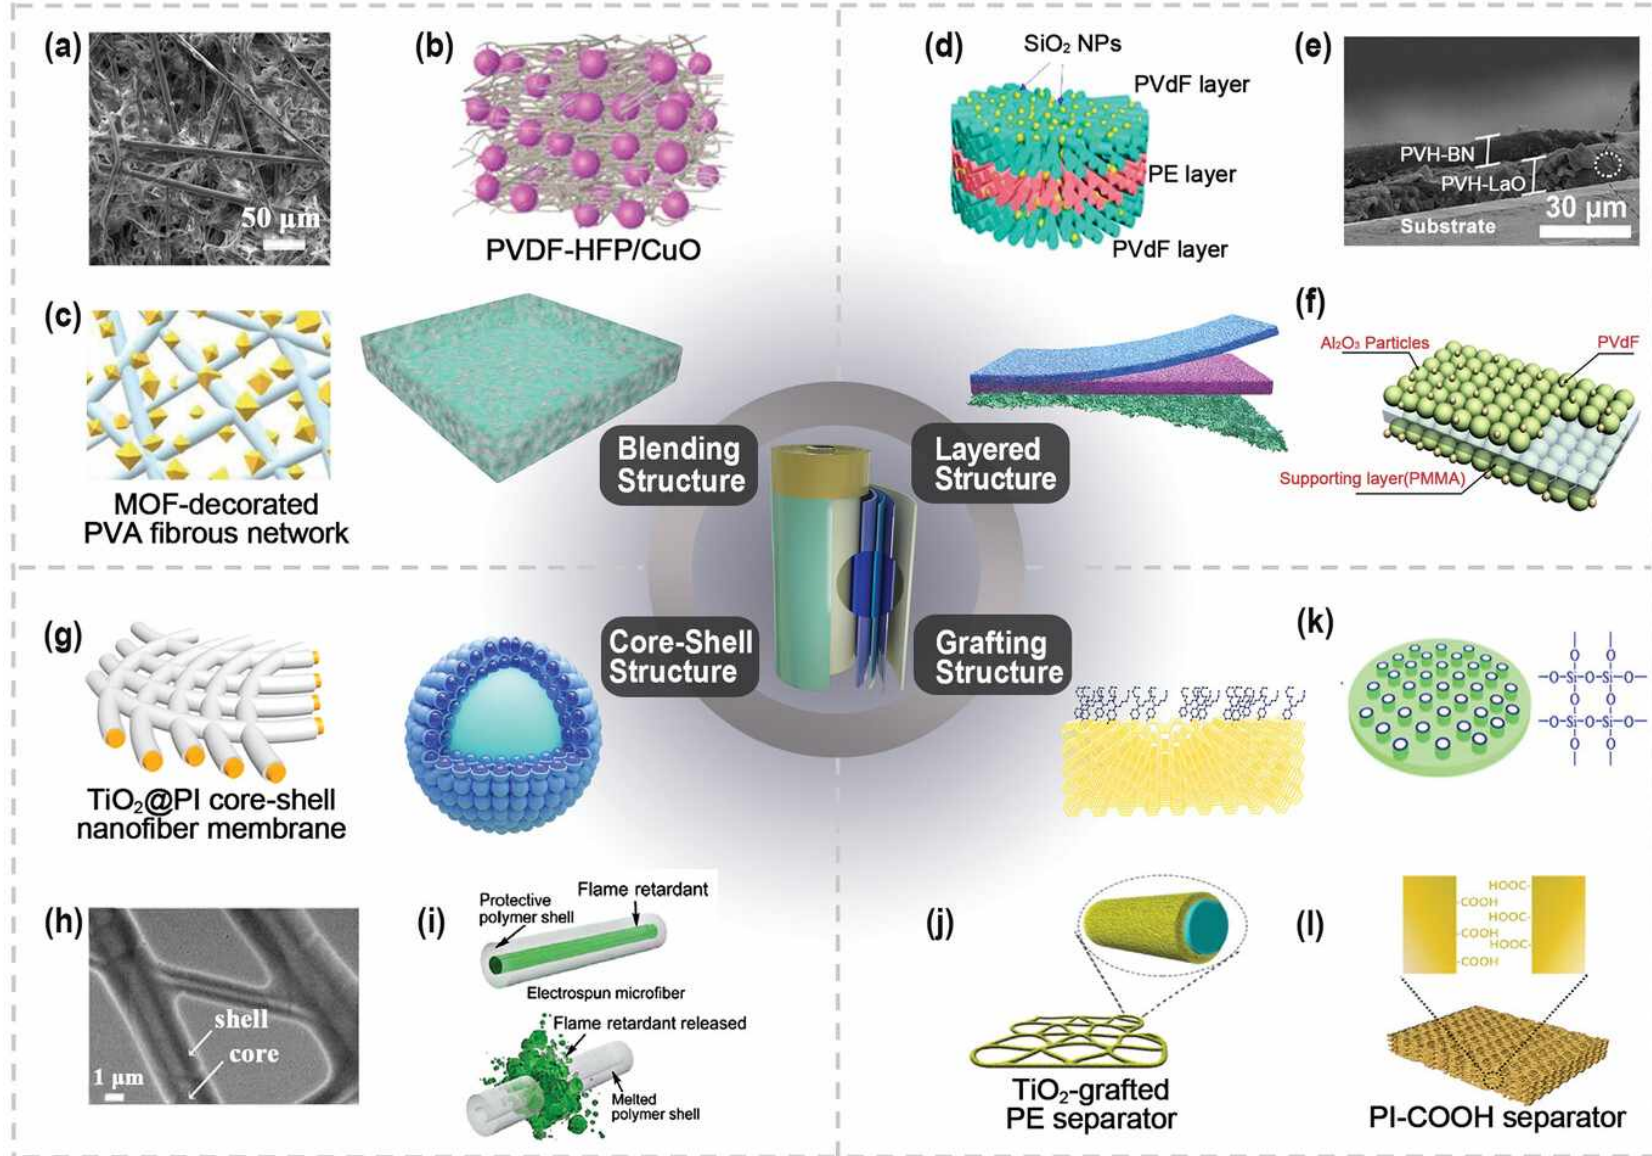 (a)
50 µm
(b)
PVDF-HFP/CuO
(c)
MOF-decorated
PVA fibrous network
Blending
Structure
(d)
SiO₂ NPs
PVdF layer
PE layer
PVdF layer
(e)
PVH-BN
PVH-LaO
Substrate
30 µm
(f)
Al₂O₃ Particles
PVdF
Supporting layer(PMMA)
Layered
Structure
(g)
TiO₂@PI core-shell
nanofiber membrane
Core-Shell
Structure
(h)
shell
core
1 µm
(i)
Protective
polymer shell
Flame retardant
Electrospun microfiber
Flame retardant released
Melted
polymer shell
Grafting
Structure
(k)
O O
—O—Si—O—Si—O—
O O
—O—Si—O—Si—O—
O O
(j)
TiO₂-grafted
PE separator
(l)
HOOC-
-COOH
HOOC-
-COOH
HOOC-
-COOH
PI-COOH separator